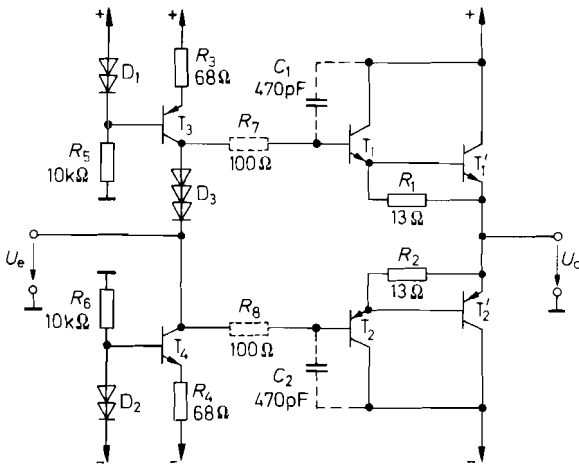 + + +
D1
R3
68Ω
C1
470pF
T3
R7
100Ω
T1
T1'
R5
10kΩ
D3
R1
13Ω
Ue
Ua
R2
13Ω
R6
10kΩ
R8
100Ω
T4
T2
T2'
D2
R4
68Ω
C2
470pF
- - -